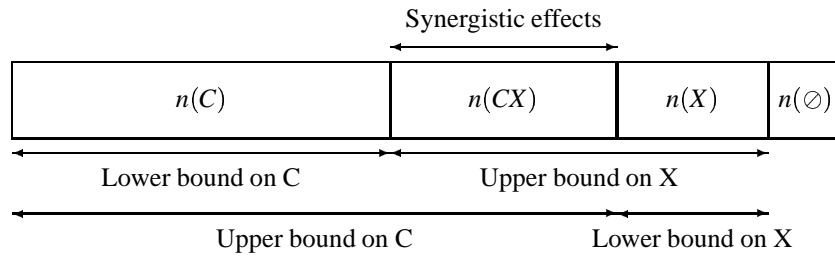 Synergistic effects
n(C) n(CX) n(X) n(∅)
Lower bound on C Upper bound on X
Upper bound on C Lower bound on X